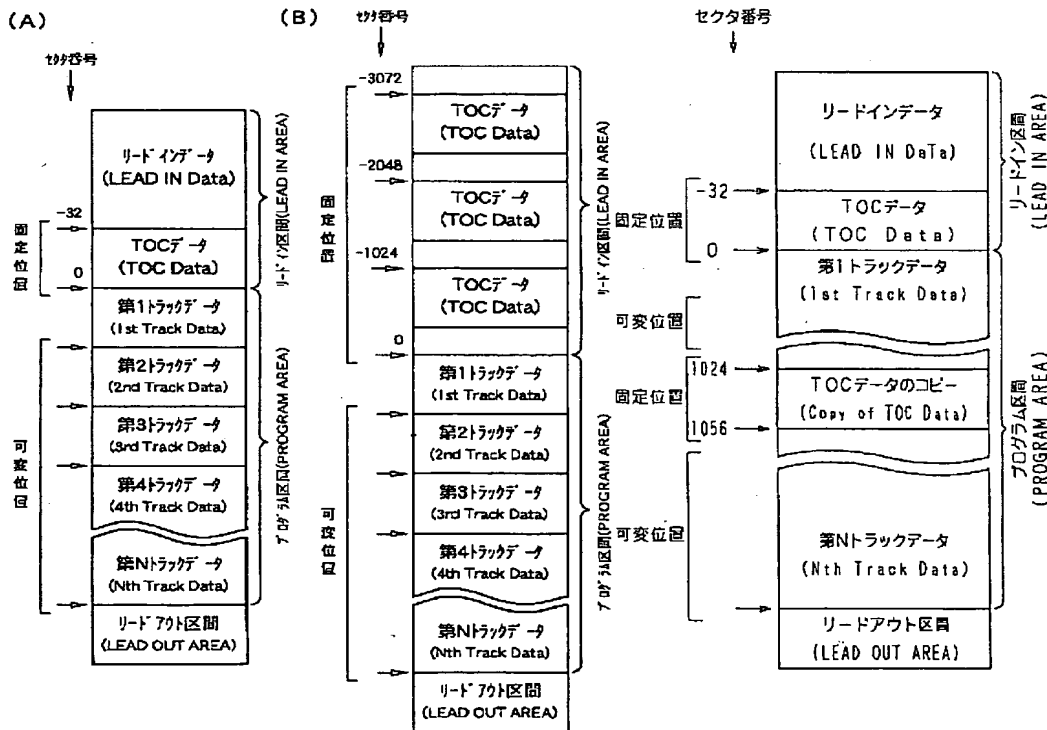 (A)
セクタ番号
リードインデータ
(LEAD IN Data)
-32
TOCデータ
(TOC Data)
0
固定位置
第1トラックデータ
(1st Track Data)
第2トラックデータ
(2nd Track Data)
第3トラックデータ
(3rd Track Data)
第4トラックデータ
(4th Track Data)
第Nトラックデータ
(Nth Track Data)
可変位置
リードアウト区間
(LEAD OUT AREA)
リードイン区間(LEAD IN AREA)
プログラム区間(PROGRAM AREA)
(B)
セクタ番号
-3072
TOCデータ
(TOC Data)
-2048
TOCデータ
(TOC Data)
-1024
TOCデータ
(TOC Data)
0
固定位置
第1トラックデータ
(1st Track Data)
第2トラックデータ
(2nd Track Data)
第3トラックデータ
(3rd Track Data)
第4トラックデータ
(4th Track Data)
第Nトラックデータ
(Nth Track Data)
可変位置
リードアウト区間
(LEAD OUT AREA)
リードイン区間(LEAD IN AREA)
プログラム区間(PROGRAM AREA)
セクタ番号
リードインデータ
(LEAD IN DaTa)
-32
固定位置
TOCデータ
(TOC Data)
0
第1トラックデータ
(1st Track Data)
可変位置
1024
固定位置
TOCデータのコピー
(Copy of TOC Data)
1056
可変位置
第Nトラックデータ
(Nth Track Data)
リードアウト区間
(LEAD OUT AREA)
リードイン区間
(LEAD IN AREA)
プログラム区間
(PROGRAM AREA)